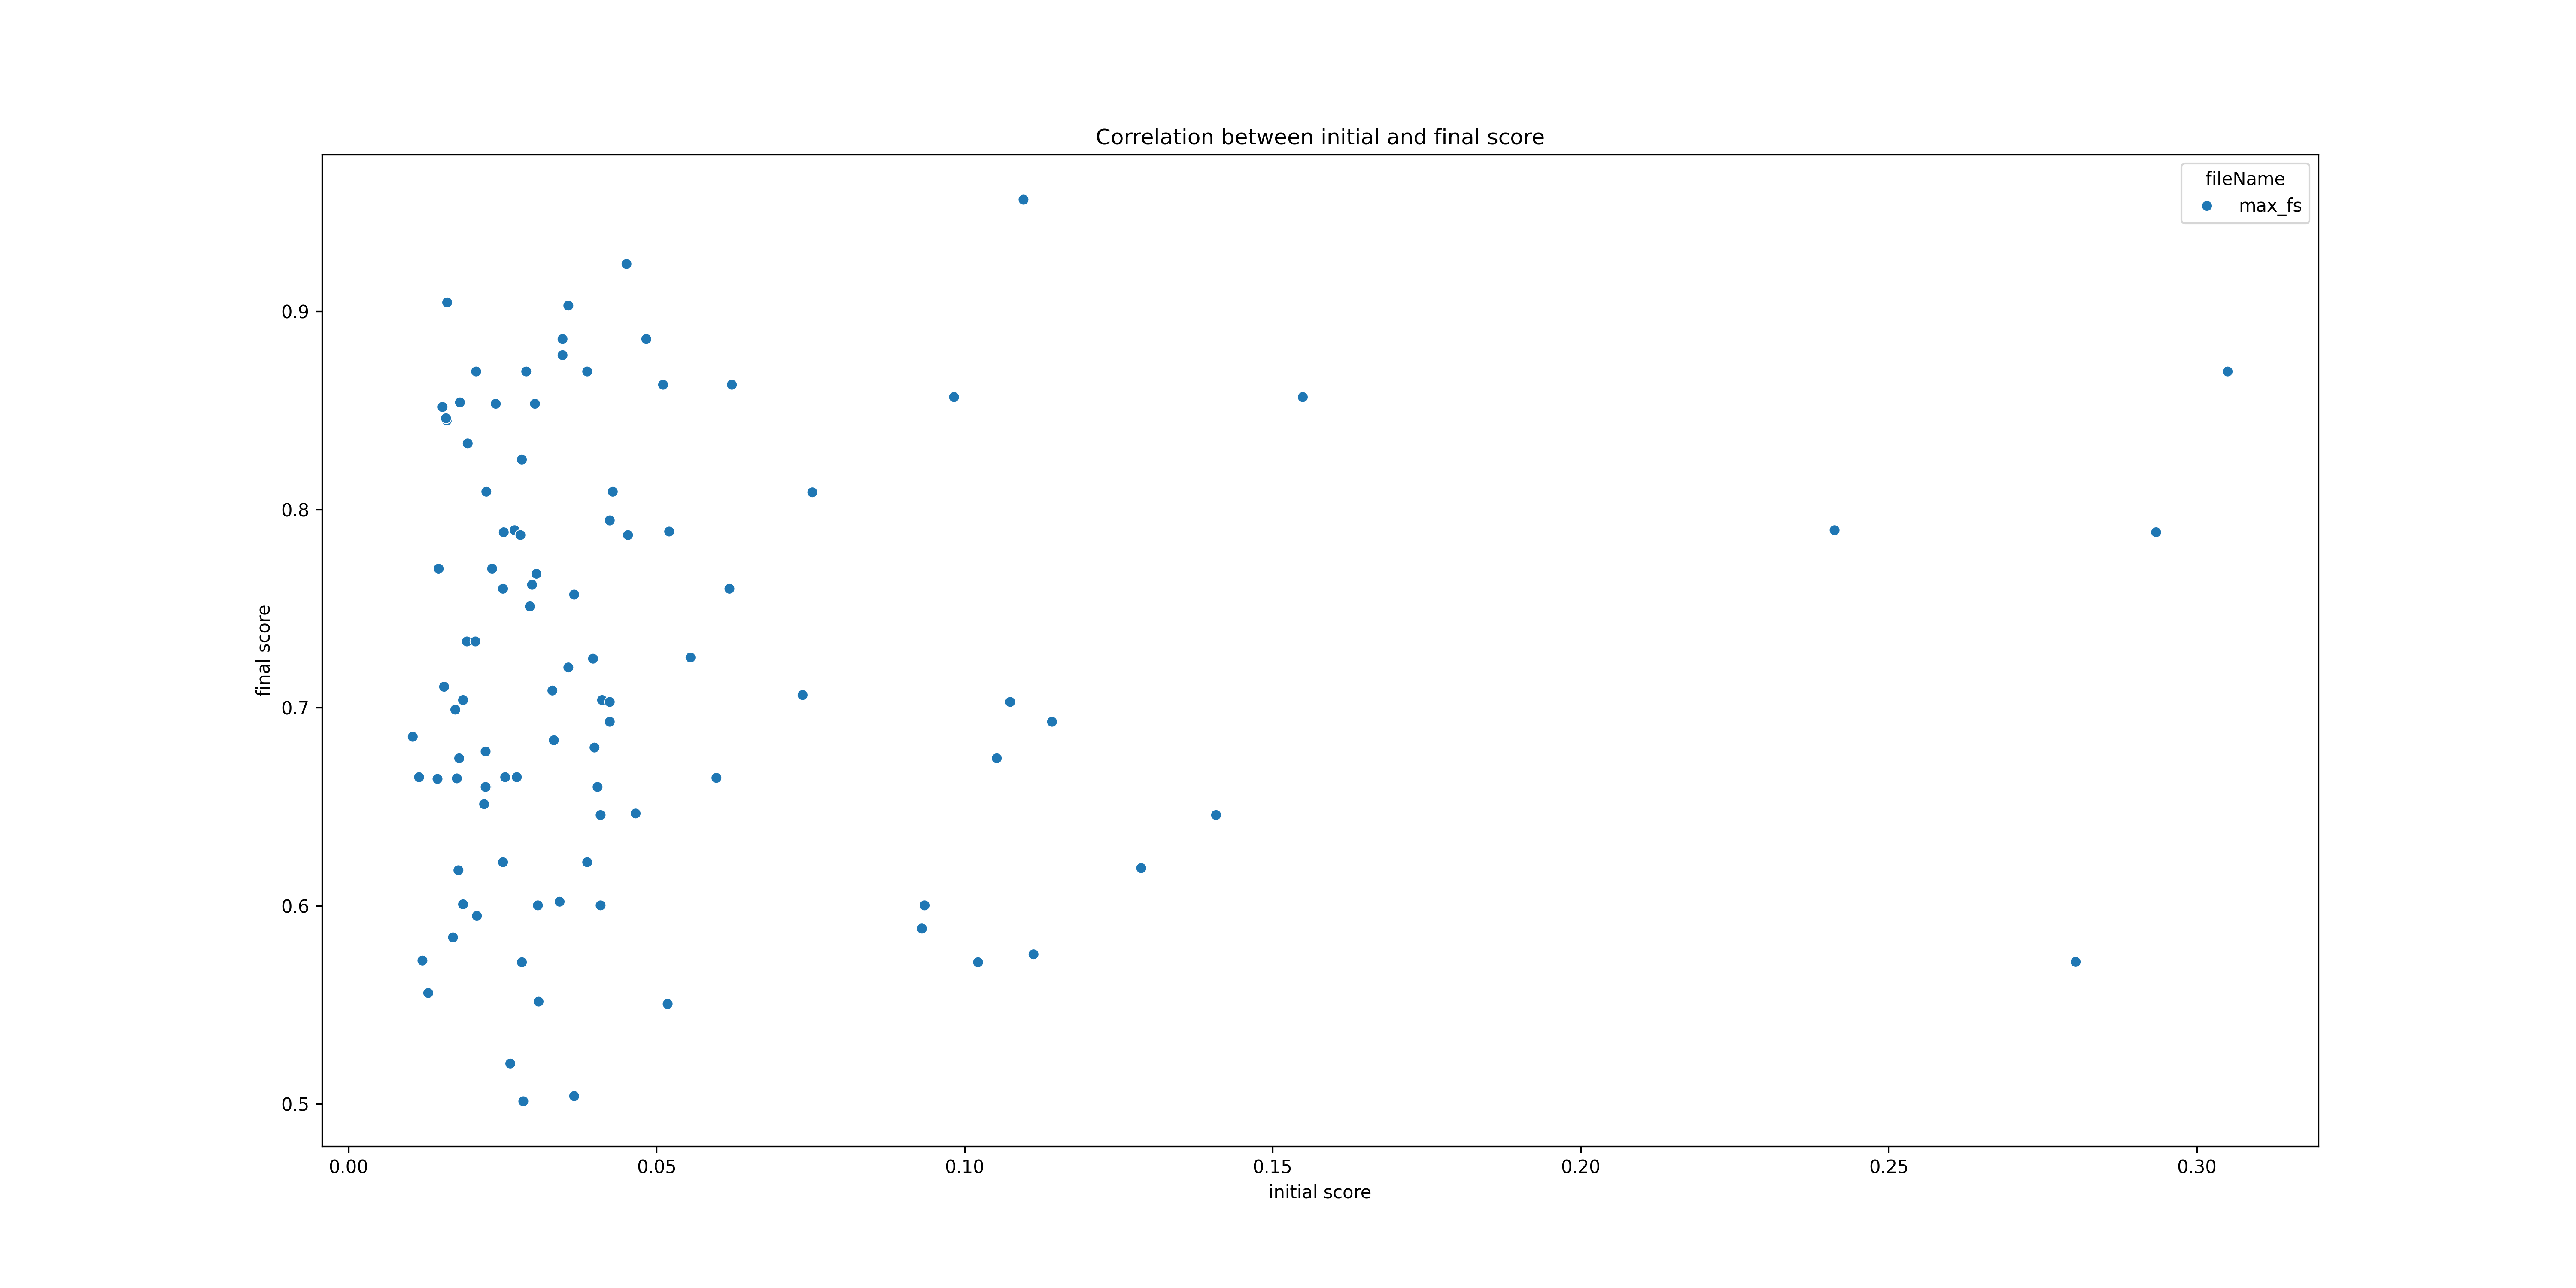 Correlation between initial and final score
fileName
max_fs
final score
0.9
0.8
0.7
0.6
0.5
0.00 0.05 0.10 0.15 0.20 0.25 0.30
initial score